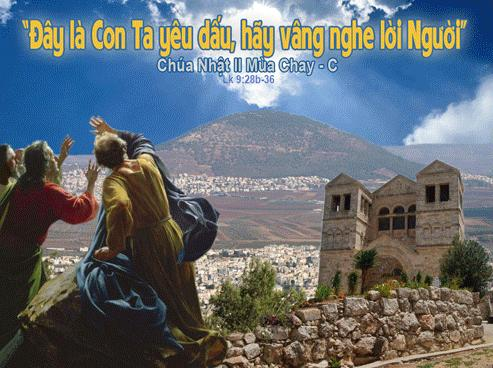 “Đây là Con Ta yêu dấu, hãy vâng nghe lời Người”
Chúa Nhật II Mùa Chay - C
Lk 9:28b-36